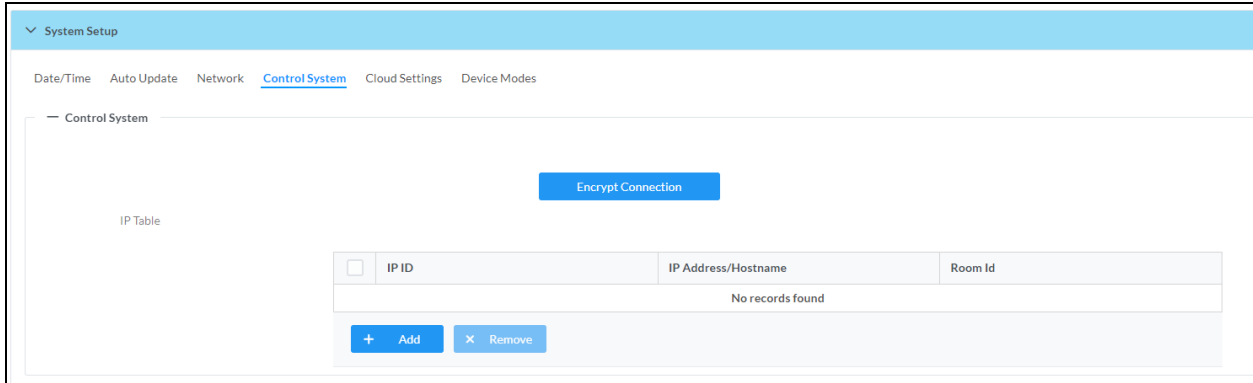 System Setup
Date/Time Auto Update Network Control System Cloud Settings Device Modes
Control System
Encrypt Connection
IP Table
IP ID IP Address/Hostname Room Id
No records found
+ Add × Remove